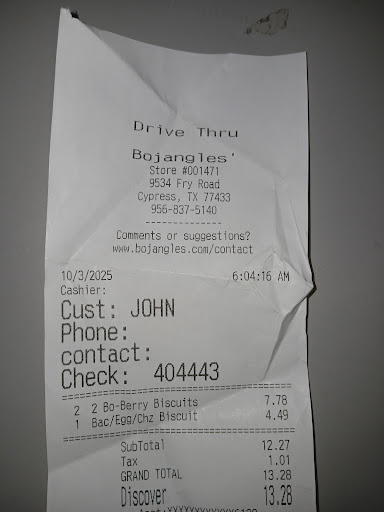 Drive Thru
Bojangles'
Store #001471
9534 Fry Road
Cypress, TX 77433
956-837-5140
--------------
Comments or suggestions?
www.bojangles.com/contact
10/3/2025 6:04:16 AM
Cashier:
Cust: JOHN
Phone:
contact:
Check: 404443
2 2 Bo-Berry Biscuits 7.78
1 Bac/Egg/Chz Biscuit 4.49
SubTotal 12.27
Tax 1.01
GRAND TOTAL 13.28
Discover 13.28